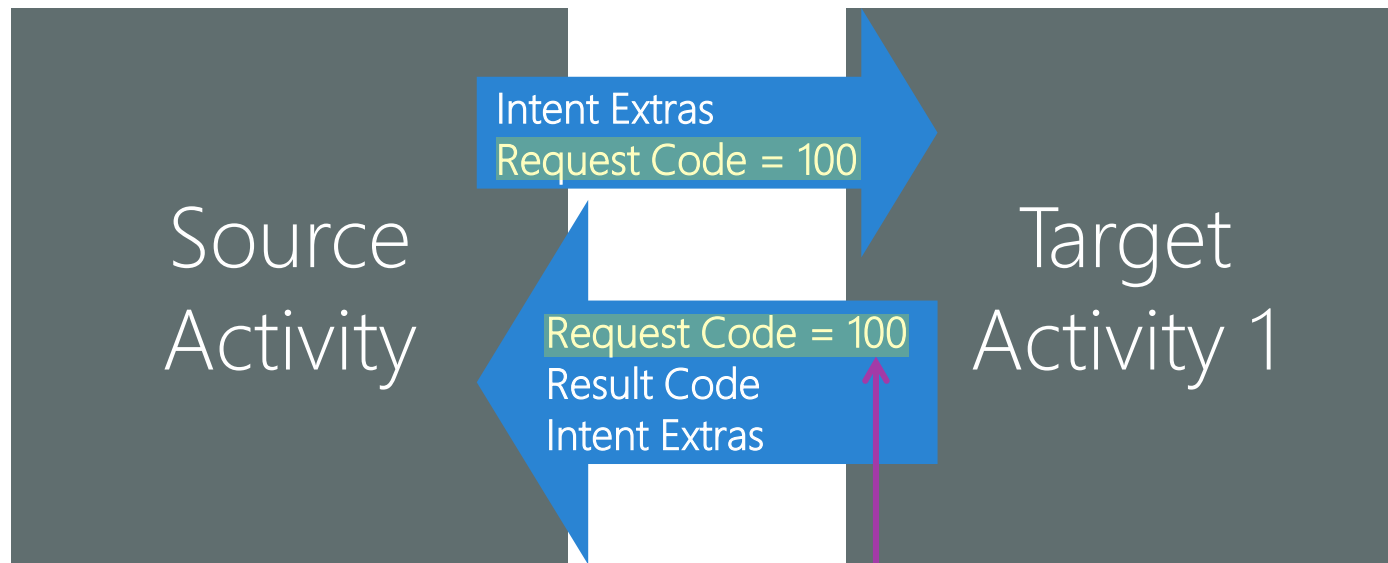 Intent Extras
Request Code = 100
Source
Activity
Target
Activity 1
Request Code = 100
Result Code
Intent Extras